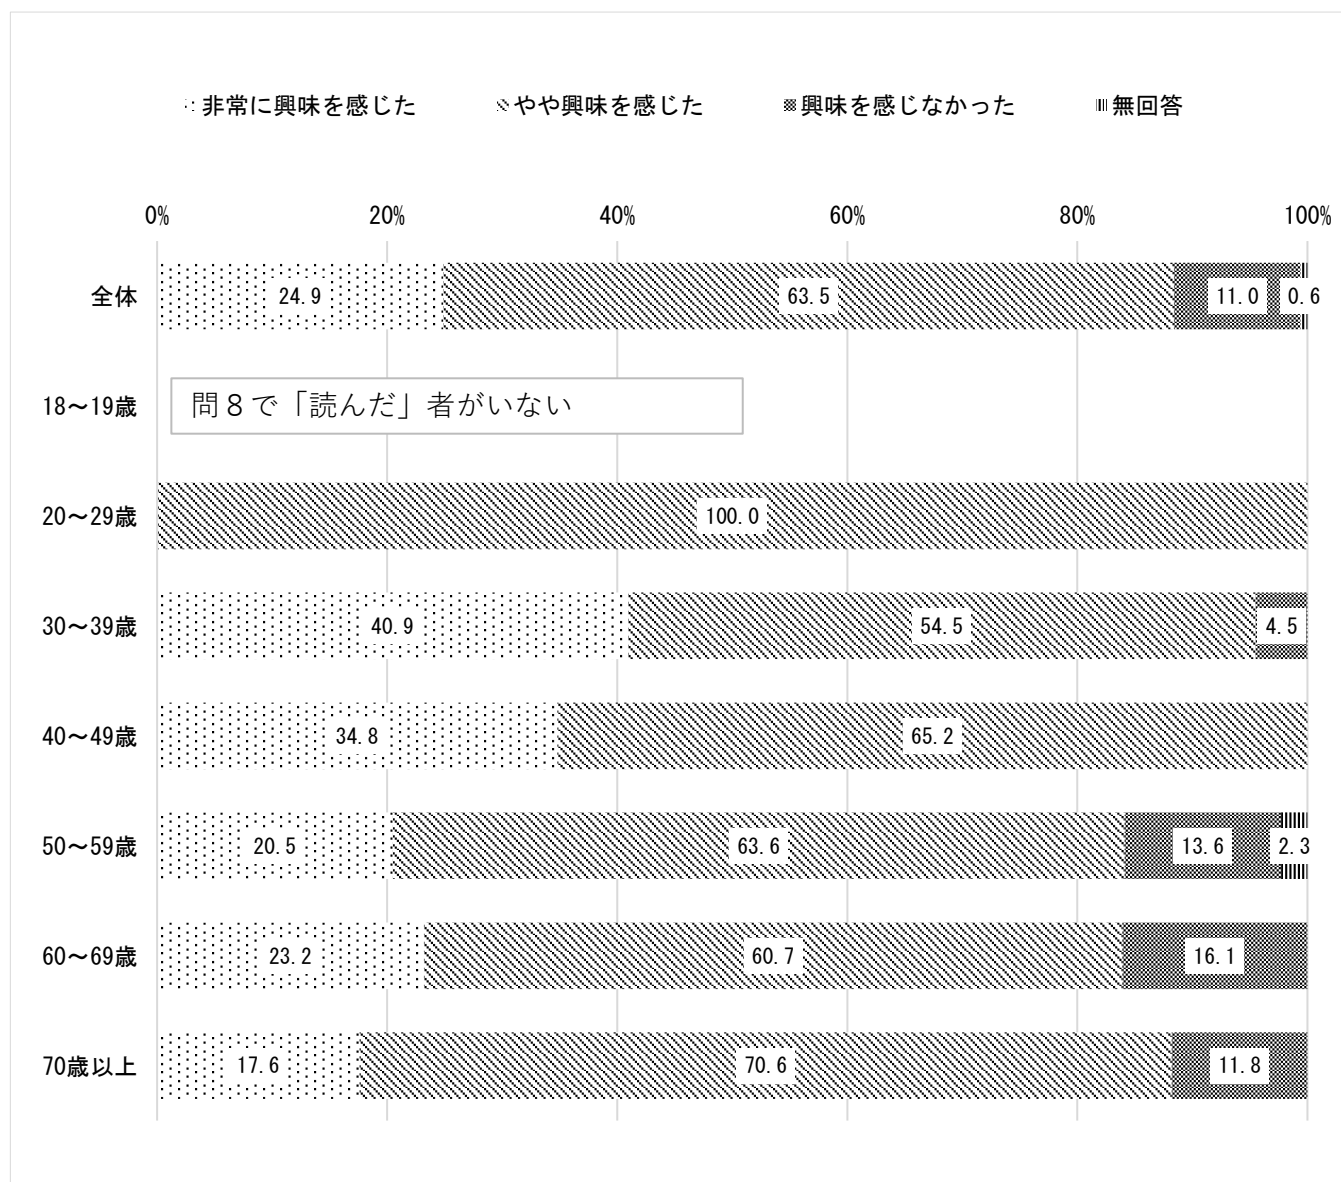 非常に興味を感じた やや興味を感じた 興味を感じなかった 無回答
0% 20% 40% 60% 80% 100%
全体 24.9 63.5 11.0 0.6
18～19歳 問８で「読んだ」者がいない
20～29歳 100.0
30～39歳 40.9 54.5 4.5
40～49歳 34.8 65.2
50～59歳 20.5 63.6 13.6 2.3
60～69歳 23.2 60.7 16.1
70歳以上 17.6 70.6 11.8